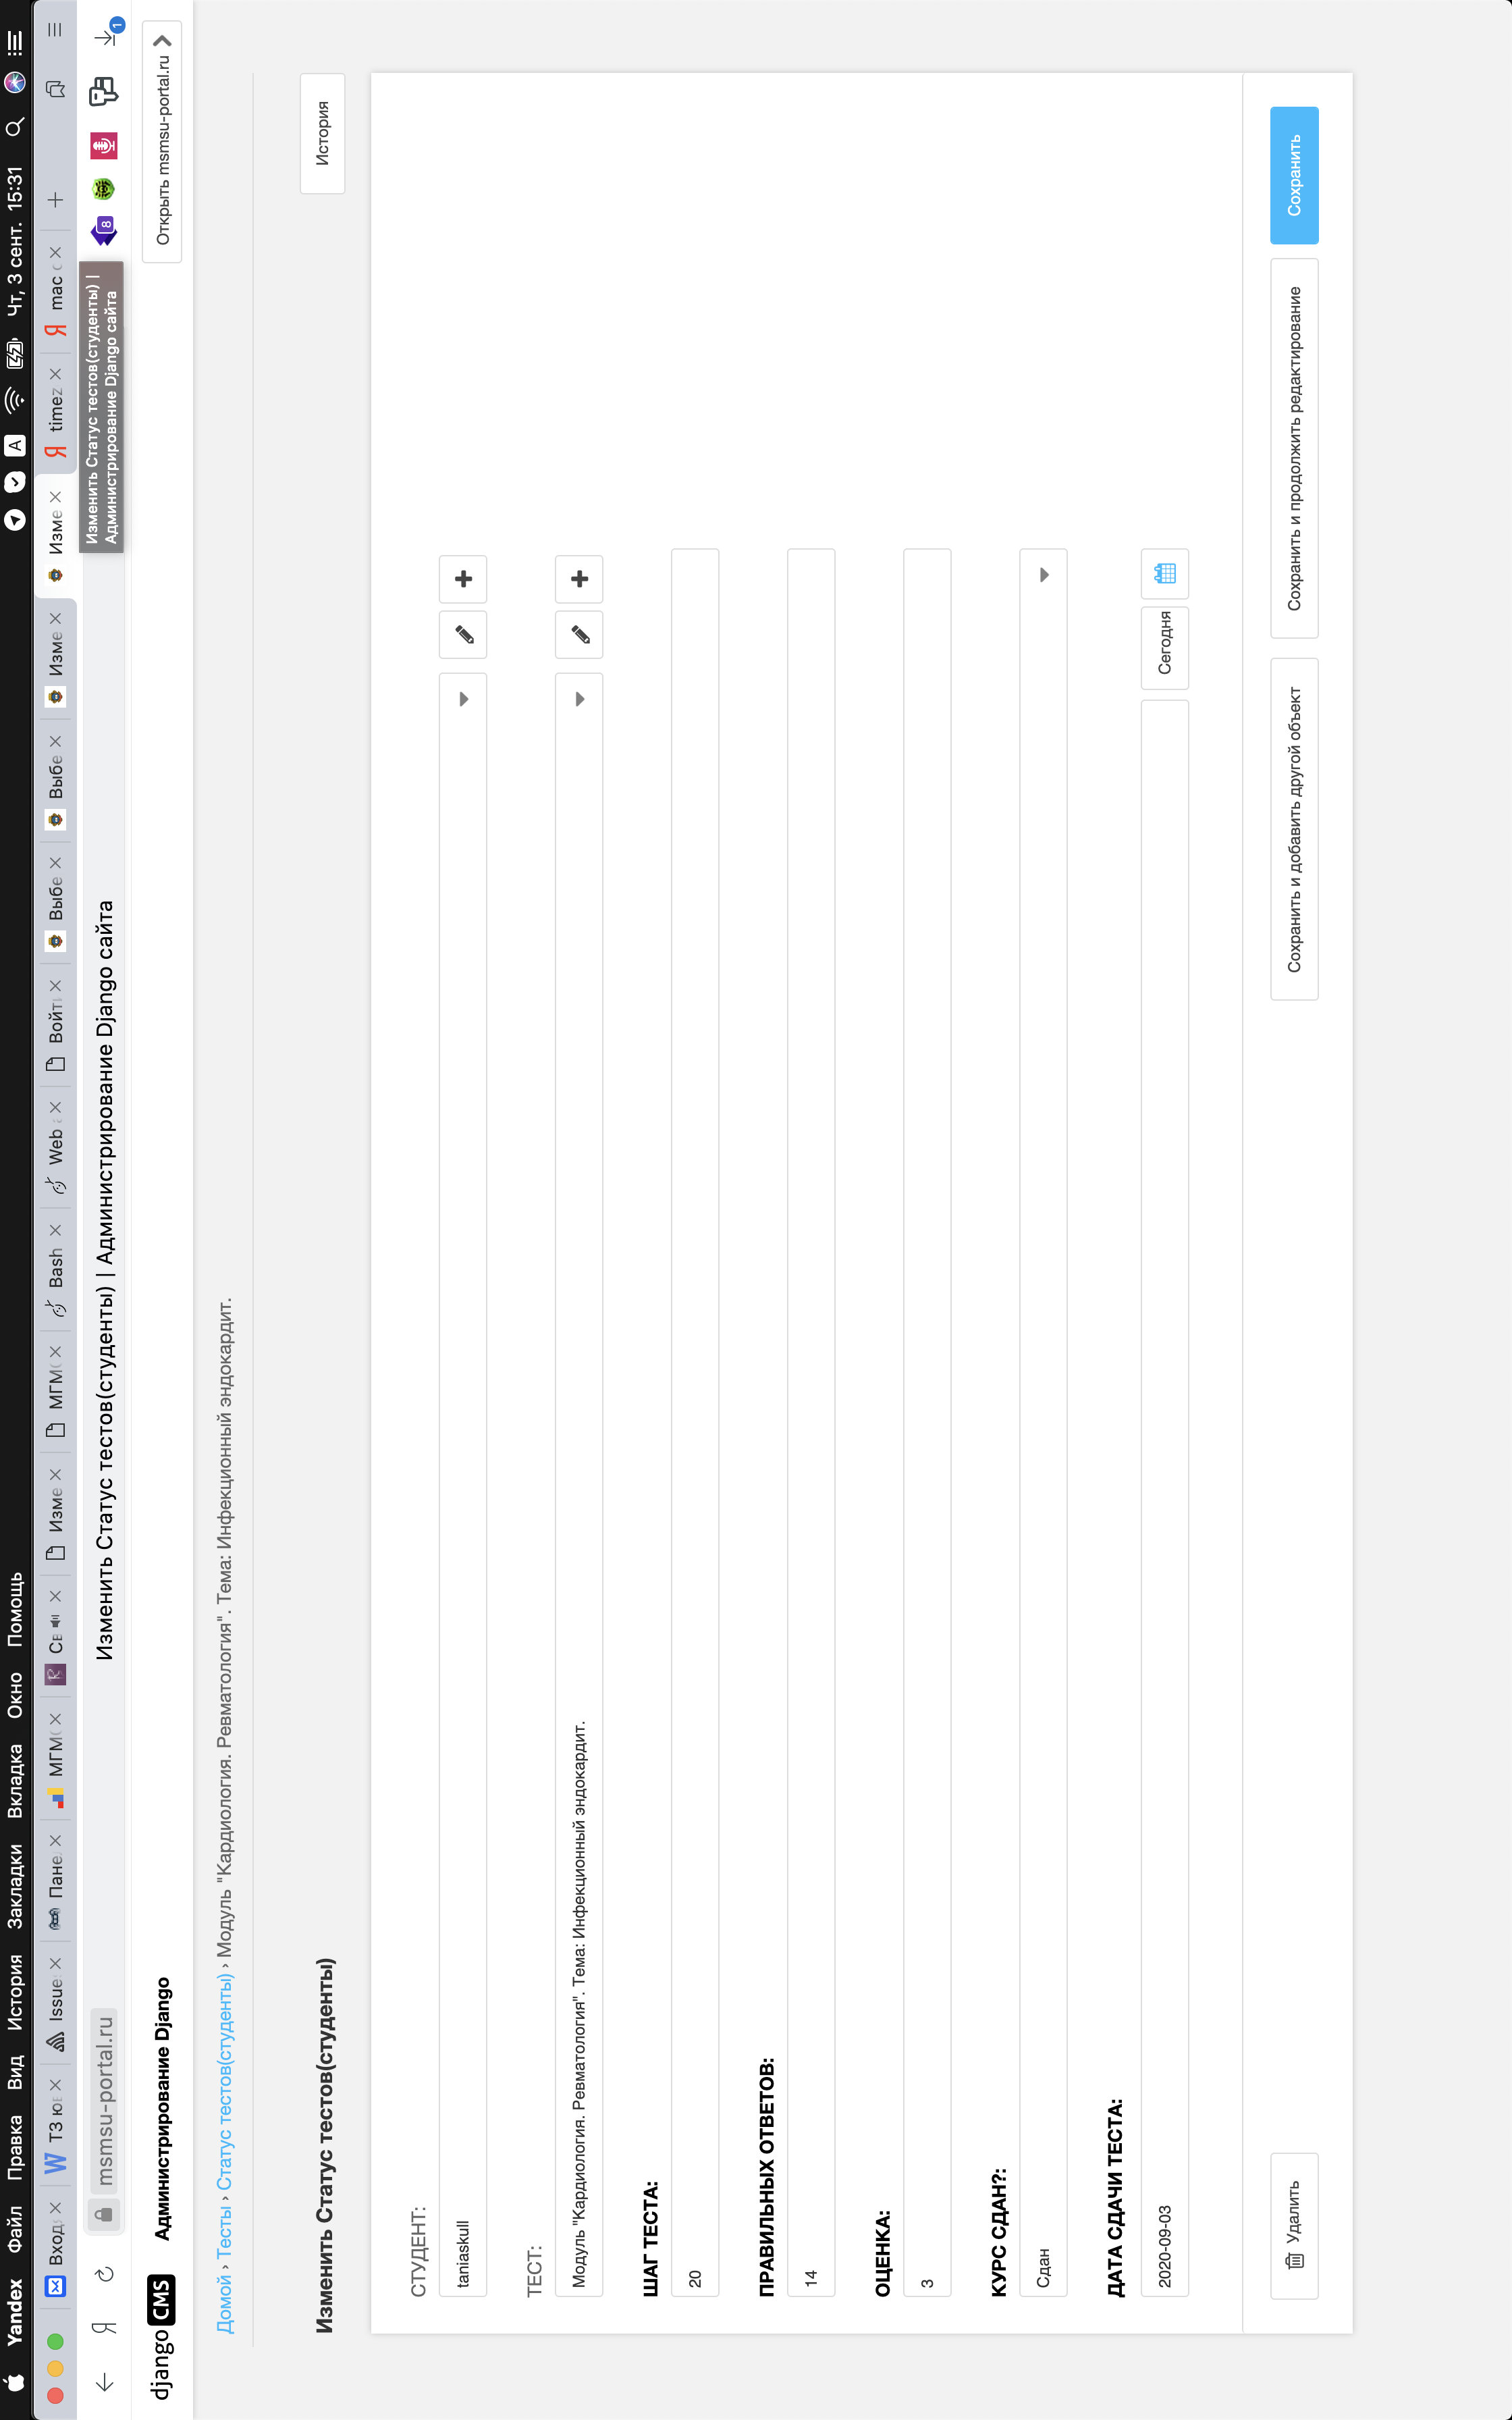 Yandex Файл Правка Вид История Закладки Вкладка Окно Помощь A Чт, 3 сент. 15:31
Вход ТЗ Issue Пане МГМ Св Изме МГМ Bash Web Войт Выбе Выбе Изме Изме timez mac
Я msmsu-portal.ru Изменить Статус тестов(студенты) | Администрирование Django сайта 8 1
Изменить Статус тестов(студенты) |
Администрирование Django сайта
django CMS Администрирование Django Открыть msmsu-portal.ru
Домой › Тесты › Статус тестов(студенты) › Модуль "Кардиология. Ревматология". Тема: Инфекционный эндокардит.
Изменить Статус тестов(студенты) История
СТУДЕНТ:
taniaskull
ТЕСТ:
Модуль "Кардиология. Ревматология". Тема: Инфекционный эндокардит.
ШАГ ТЕСТА:
20
ПРАВИЛЬНЫХ ОТВЕТОВ:
14
ОЦЕНКА:
3
КУРС СДАН?:
Сдан
ДАТА СДАЧИ ТЕСТА:
2020-09-03 Сегодня
Удалить Сохранить и добавить другой объект Сохранить и продолжить редактирование Сохранить